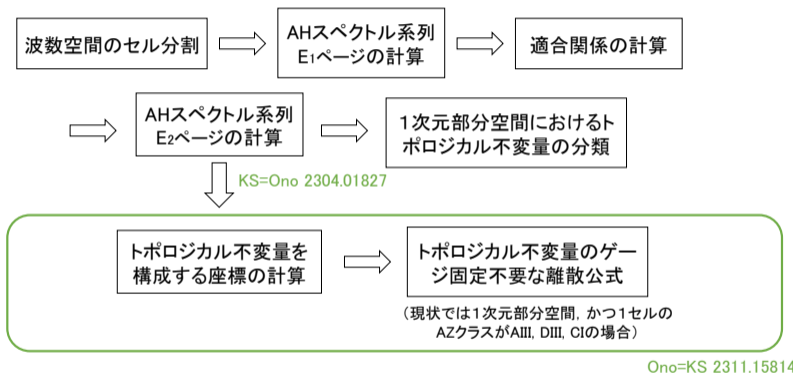 波数空間のセル分割
AHスペクトル系列
E1ページの計算
適合関係の計算
AHスペクトル系列
E2ページの計算
1次元部分空間におけるト
ポロジカル不変量の分類
KS=Ono 2304.01827
トポロジカル不変量を
構成する座標の計算
トポロジカル不変量のゲー
ジ固定不要な離散公式
（現状では1次元部分空間，かつ1セルの
AZクラスがAIII, DIII, CIの場合）
Ono=KS 2311.15814